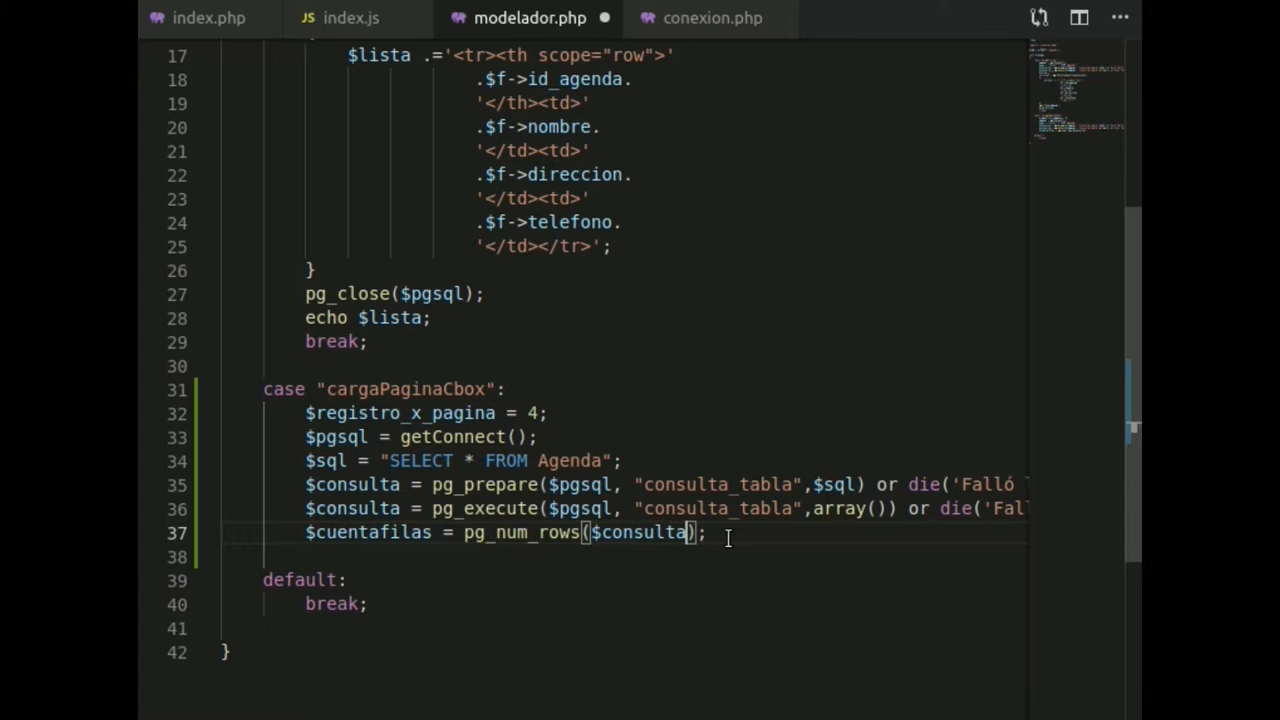 index.php JS index.js modelador.php conexion.php
17 $lista .='<tr><th scope="row">'
18 .$f->id_agenda.
19 '</th><td>'
20 .$f->nombre.
21 '</td><td>'
22 .$f->direccion.
23 '</td><td>'
24 .$f->telefono.
25 '</td></tr>';
26 }
27 pg_close($pgsql);
28 echo $lista;
29 break;
30
31 case "cargaPaginaCbox":
32 $registro_x_pagina = 4;
33 $pgsql = getConnect();
34 $sql = "SELECT * FROM Agenda";
35 $consulta = pg_prepare($pgsql, "consulta_tabla",$sql) or die('Falló
36 $consulta = pg_execute($pgsql, "consulta_tabla",array()) or die('Fal
37 $cuentafilas = pg_num_rows($consulta);
38
39 default:
40 break;
41
42 }